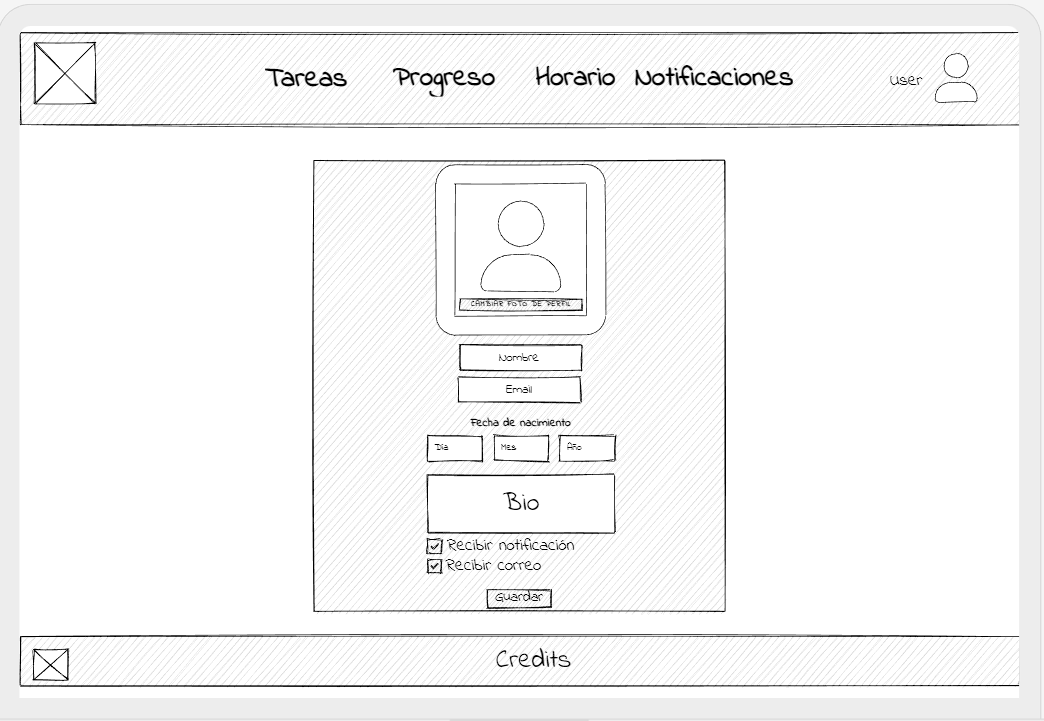 Tareas Progreso Horario Notificaciones user
CAMBIAR FOTO DE PERFIL
Nombre
Email
Fecha de nacimiento
Día Mes Año
Bio
Recibir notificación
Recibir correo
Guardar
Credits